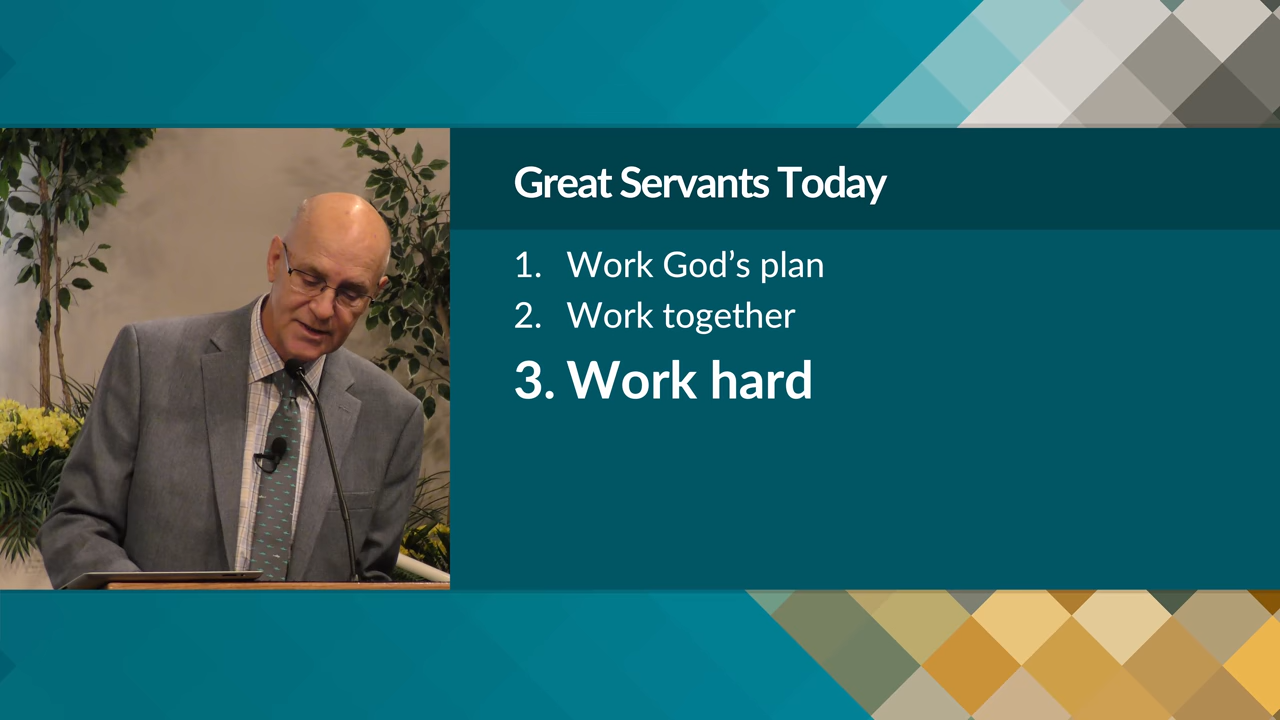 Great Servants Today
1. Work God’s plan
2. Work together
3. Work hard